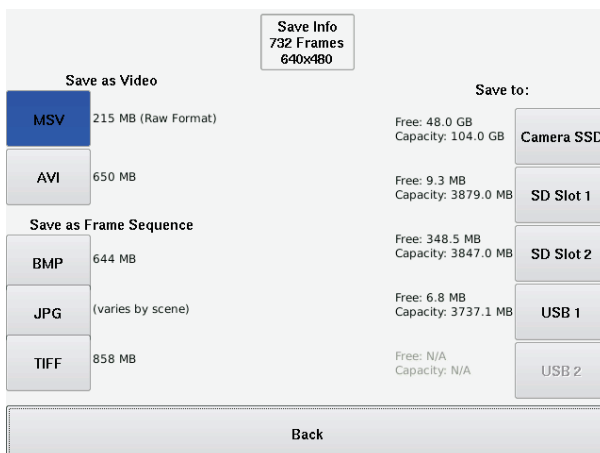 Save Info
732 Frames
640x480
Save as Video
MSV
215 MB (Raw Format)
AVI
650 MB
Save as Frame Sequence
BMP
644 MB
JPG
(varies by scene)
TIFF
858 MB
Save to:
Free: 48.0 GB
Capacity: 104.0 GB
Camera SSD
Free: 9.3 MB
Capacity: 3879.0 MB
SD Slot 1
Free: 348.5 MB
Capacity: 3847.0 MB
SD Slot 2
Free: 6.8 MB
Capacity: 3737.1 MB
USB 1
Free: N/A
Capacity: N/A
USB 2
Back